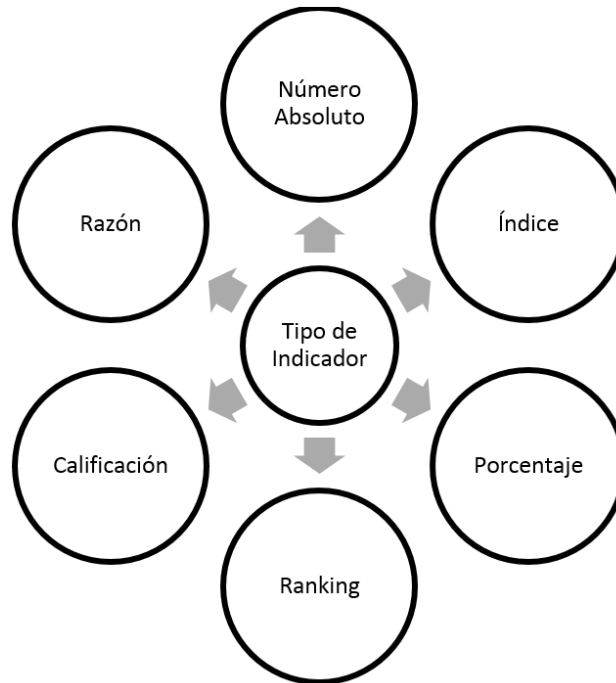 Número
Absoluto
Razón
Índice
Tipo de
Indicador
Calificación
Porcentaje
Ranking